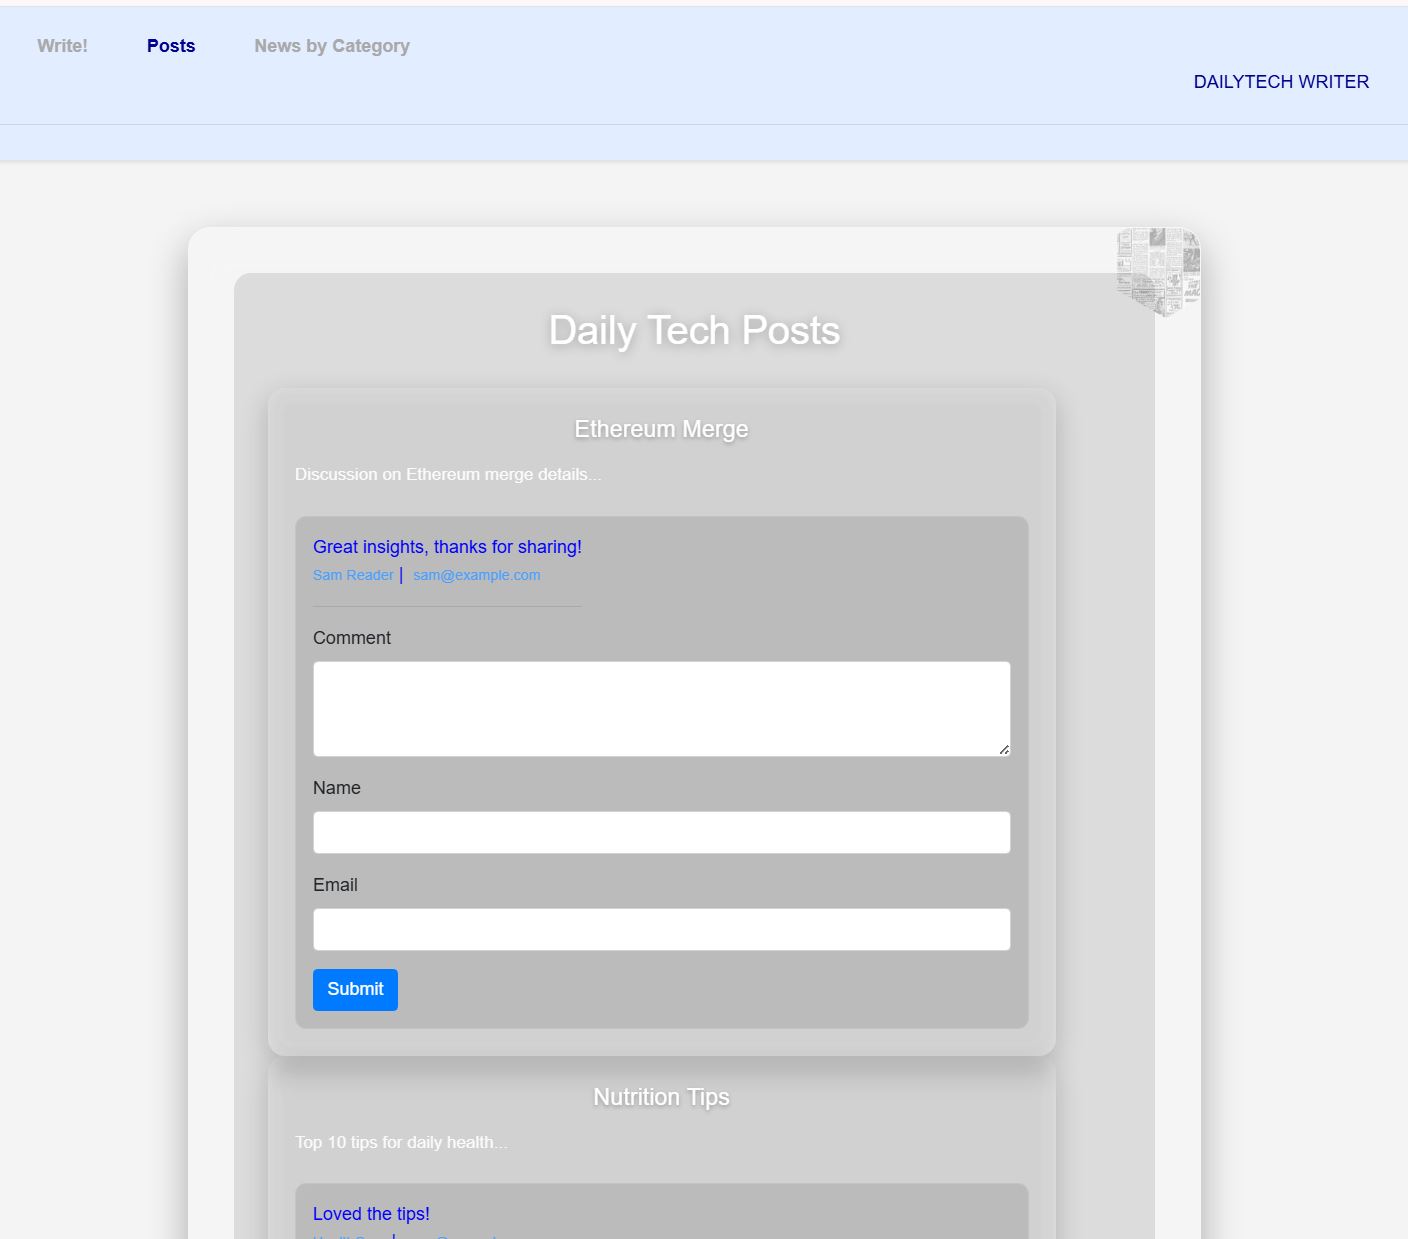 Write!
Posts
News by Category
DAILYTECH WRITER
Daily Tech Posts
Ethereum Merge
Discussion on Ethereum merge details...
Great insights, thanks for sharing!
Sam Reader | sam@example.com
Comment
Name
Email
Submit
Nutrition Tips
Top 10 tips for daily health...
Loved the tips!